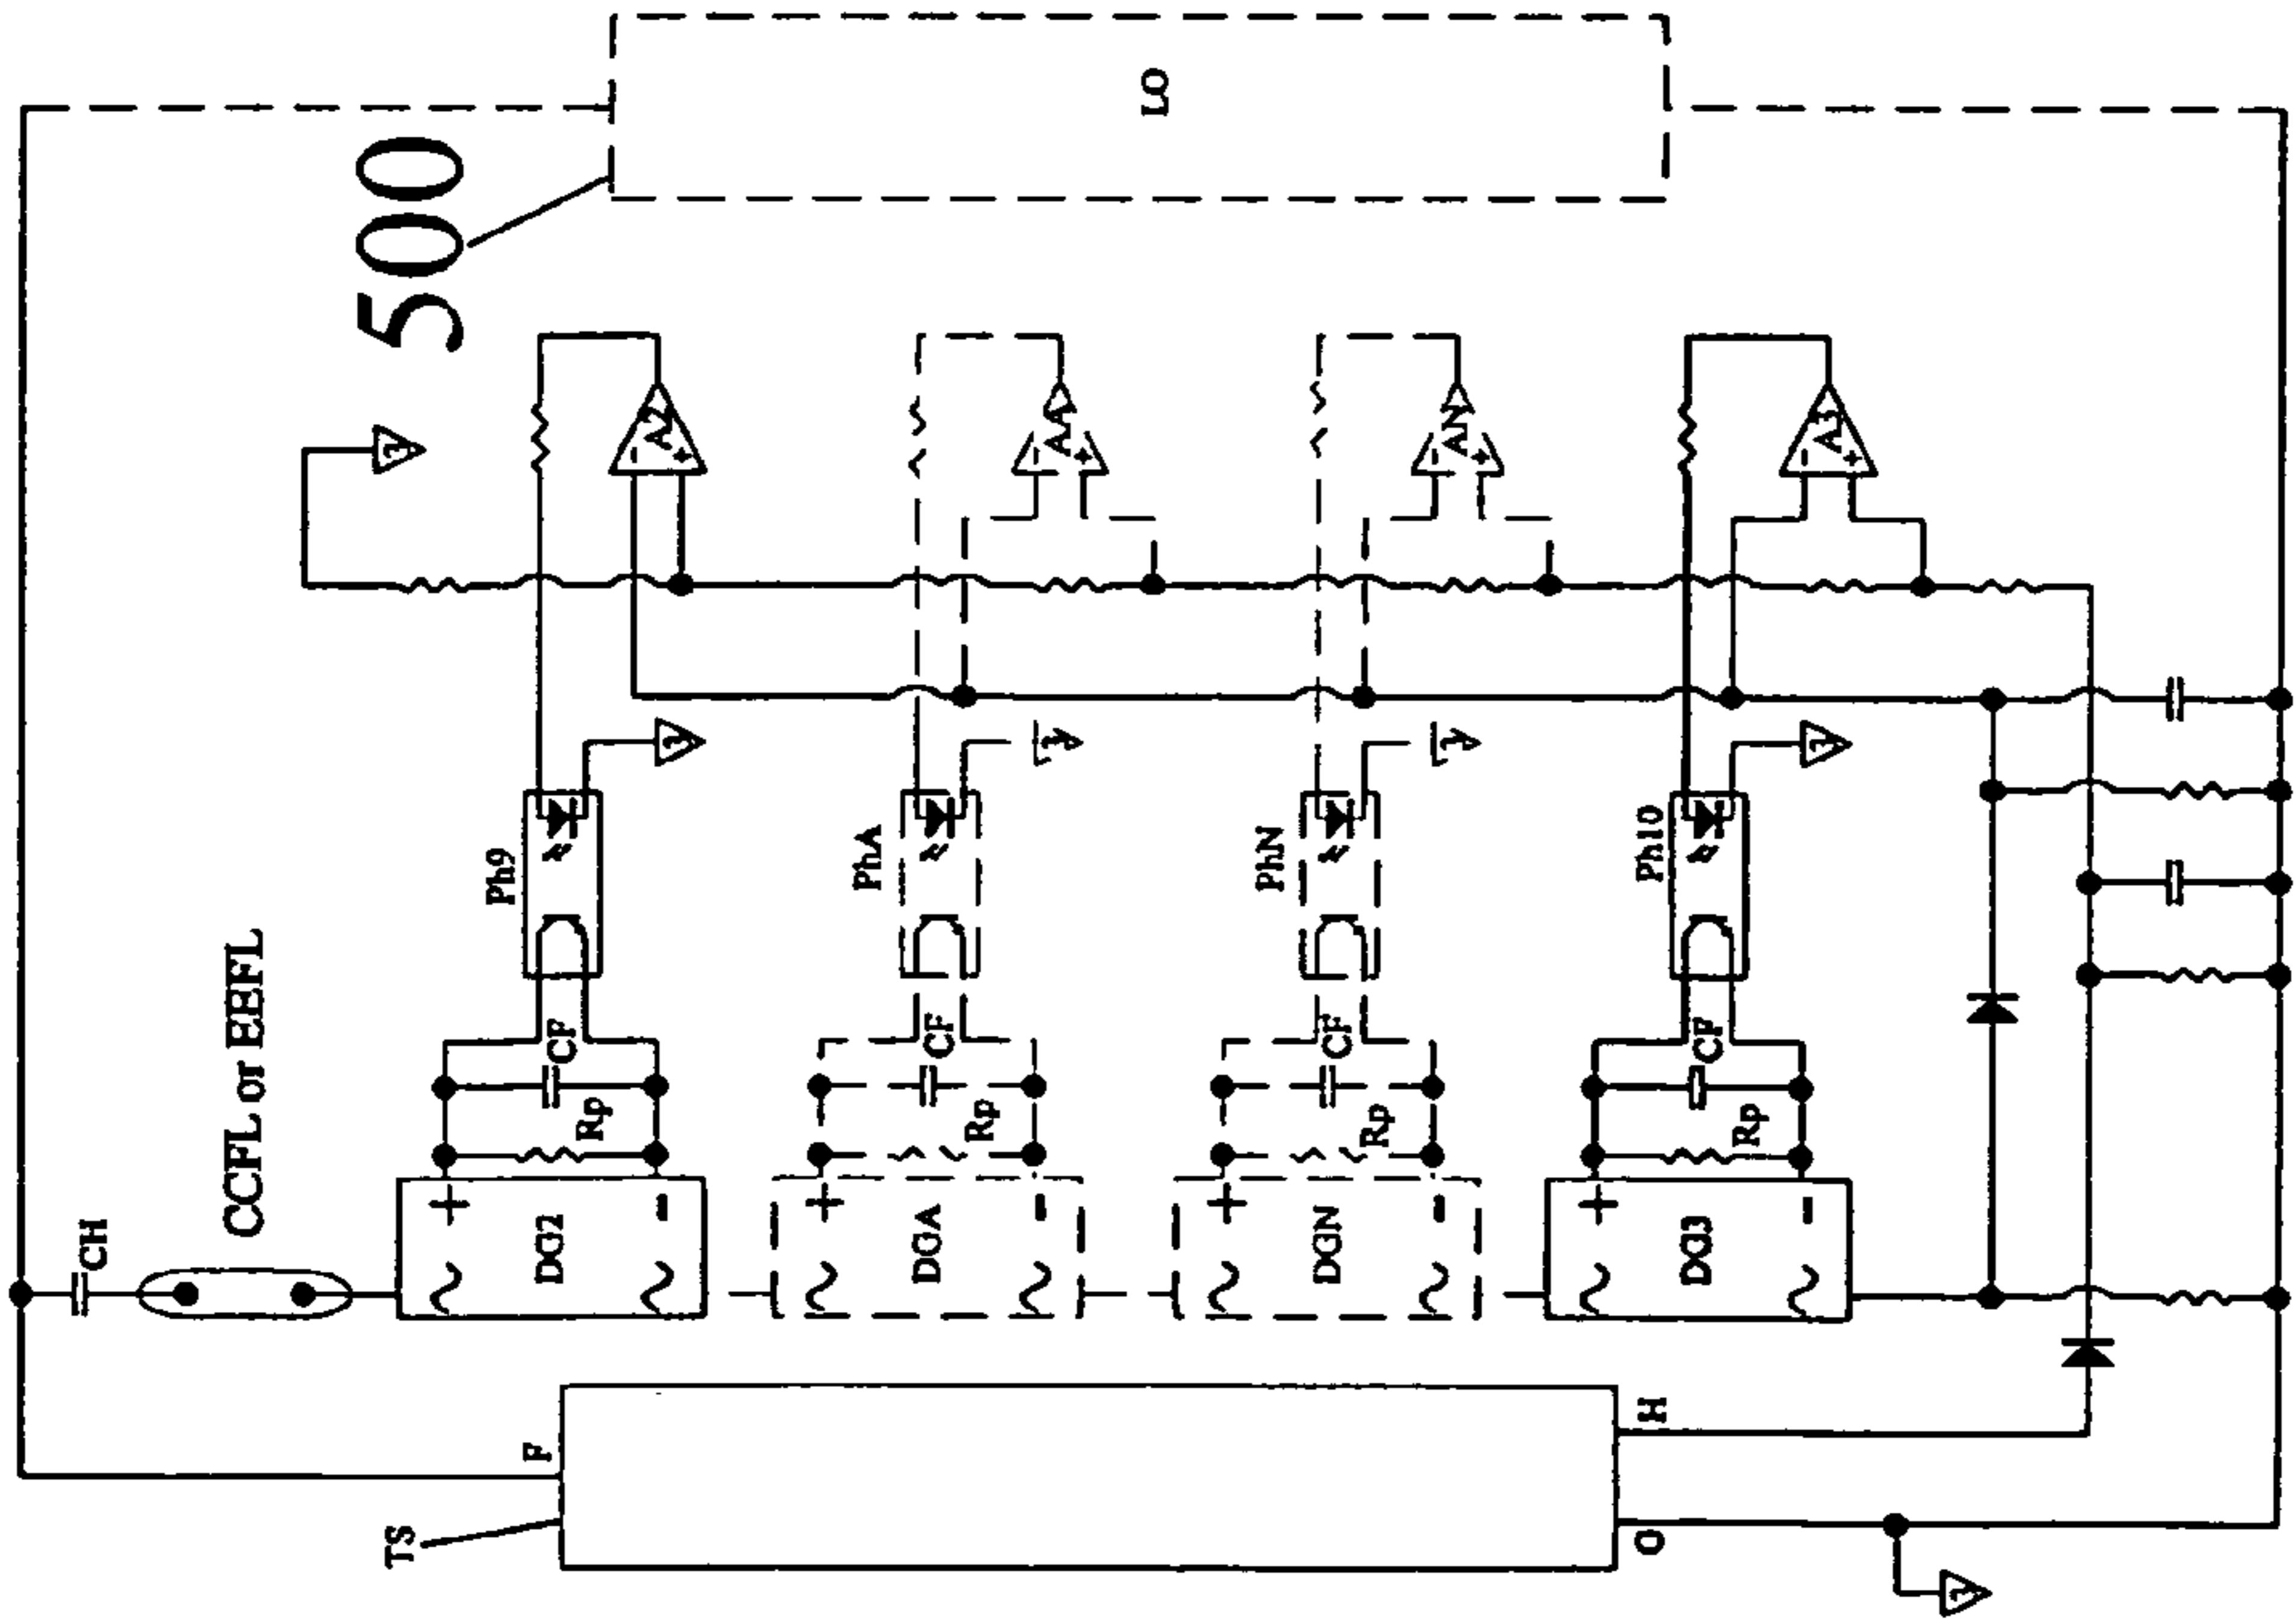 CH
CCFL or EEFL
TS
500
F
Ph9
DG2
Rp
CF
A2
PhA
DGA
Rp
CF
AA
LO
PhN
DGN
Rp
CF
AN
O
H
Ph10
DG3
Rp
CF
A3